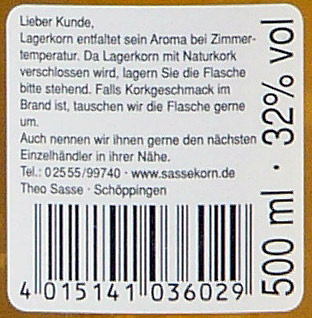 Lieber Kunde,
Lagerkorn entfaltet sein Aroma bei Zimmer-
temperatur. Da Lagerkorn mit Naturkork
verschlossen wird, lagern Sie die Flasche
bitte stehend. Falls Korkgeschmack im
Brand ist, tauschen wir die Flasche gerne
um.
Auch nennen wir ihnen gerne den nächsten
Einzelhändler in ihrer Nähe.
Tel.: 02555/99740 · www.sassekorn.de
Theo Sasse · Schöppingen
4 015141 036029
500 ml · 32% vol